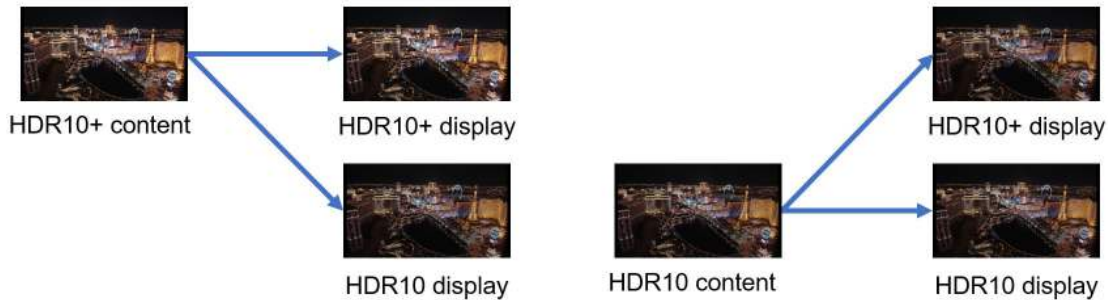 HDR10+ content
HDR10+ display
HDR10 display
HDR10+ display
HDR10 content
HDR10 display